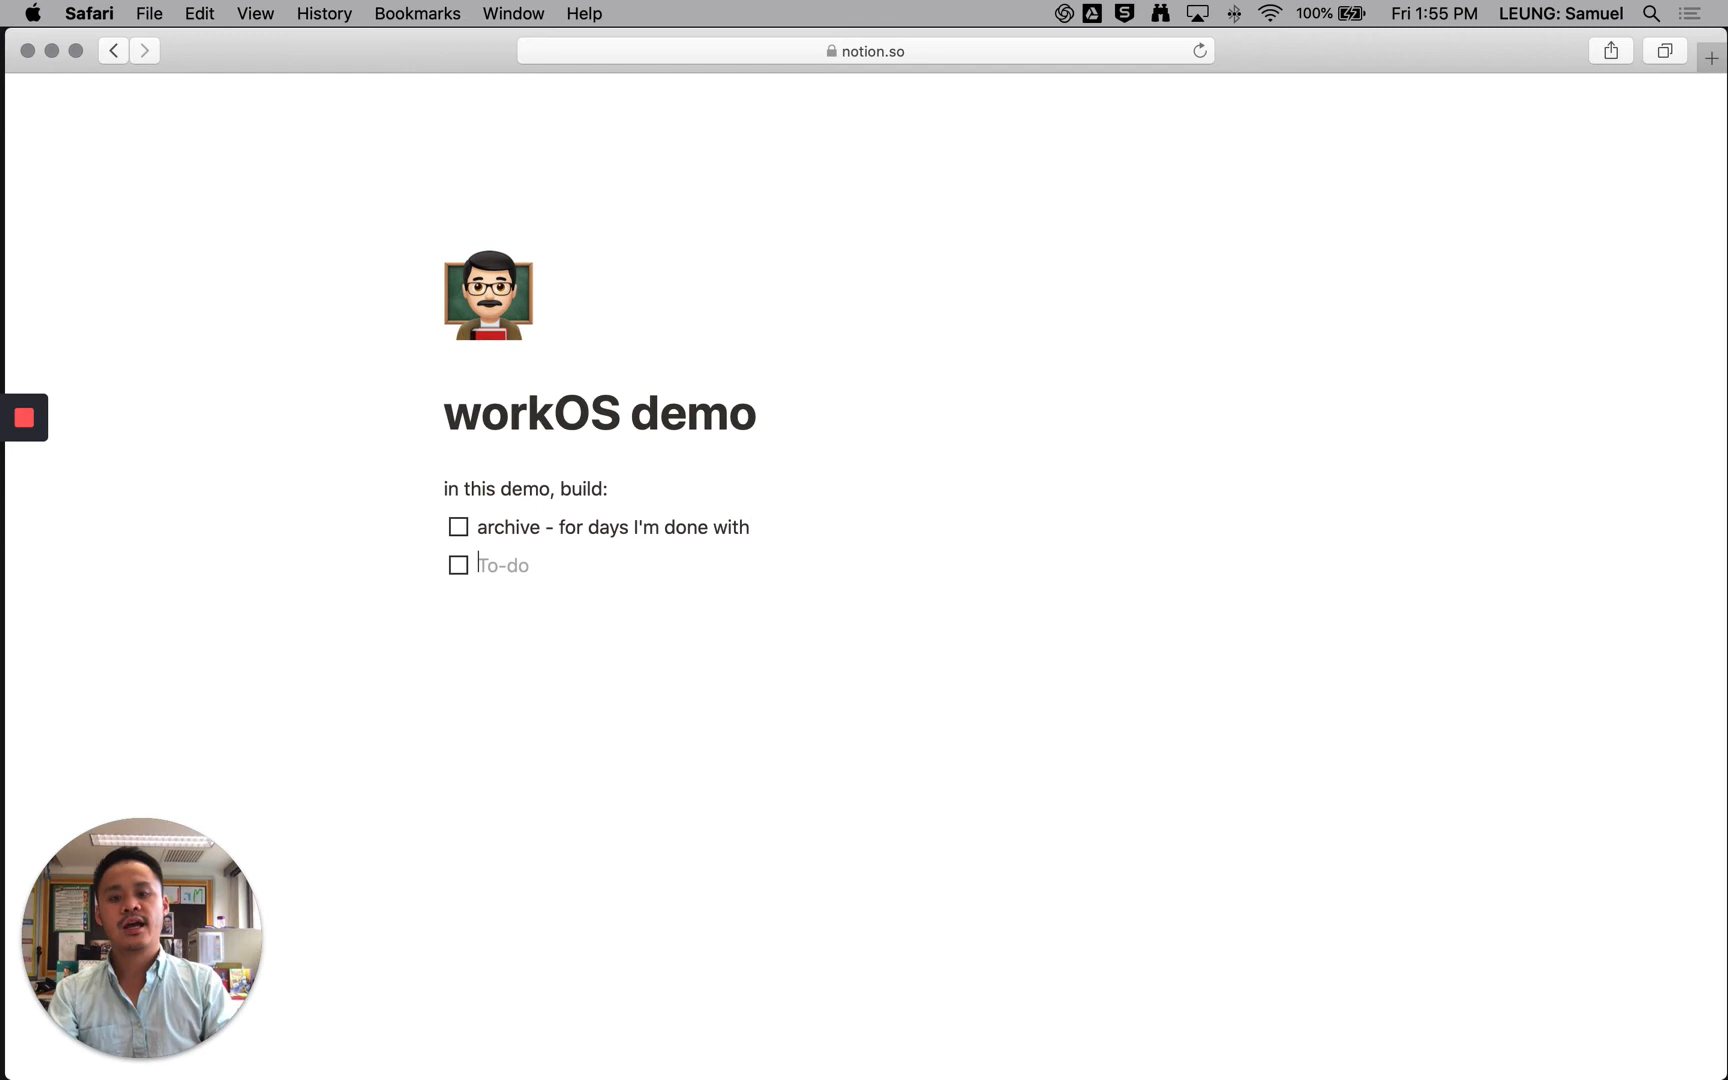 Safari File Edit View History Bookmarks Window Help 100% Fri 1:55 PM LEUNG: Samuel
notion.so
workOS demo
in this demo, build:
archive - for days I'm done with
To-do